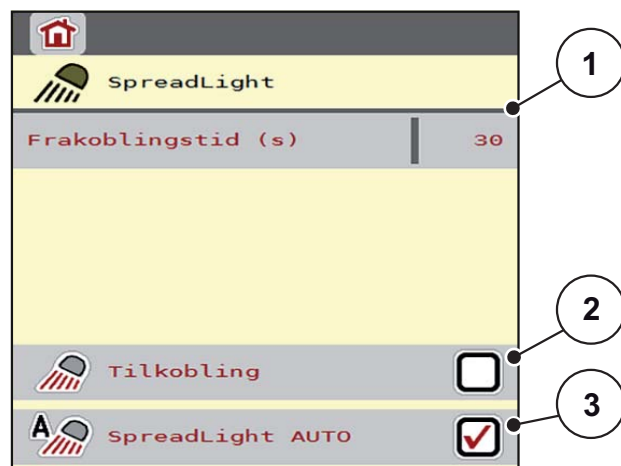 SpreadLight
1
Frakoblingstid (s) 30
2
Tilkobling
3
A SpreadLight AUTO